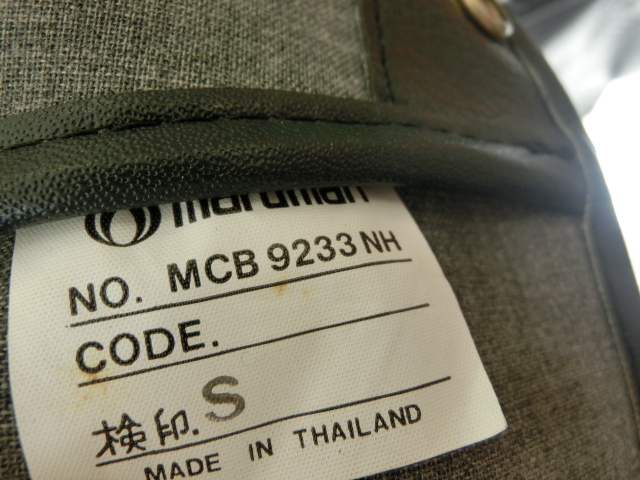 maruman
NO. MCB 9233 NH
CODE.
検印. S
MADE IN THAILAND